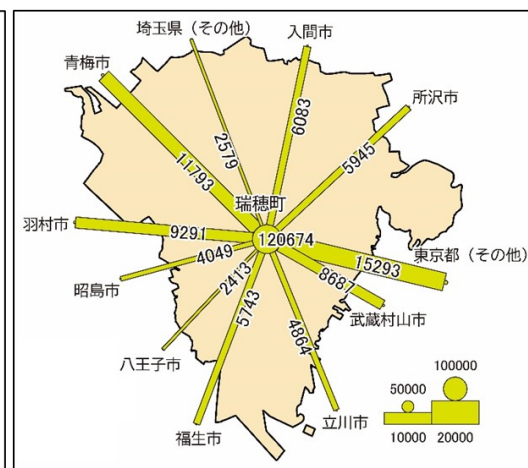 埼玉県（その他）
入間市
青梅市
所沢市
6083
2579
5945
11793
瑞穂町
羽村市
9291
120674
東京都（その他）
15293
4049
8687
昭島市
2413
武蔵村山市
5743
4864
八王子市
100000
50000
福生市
立川市
10000
20000